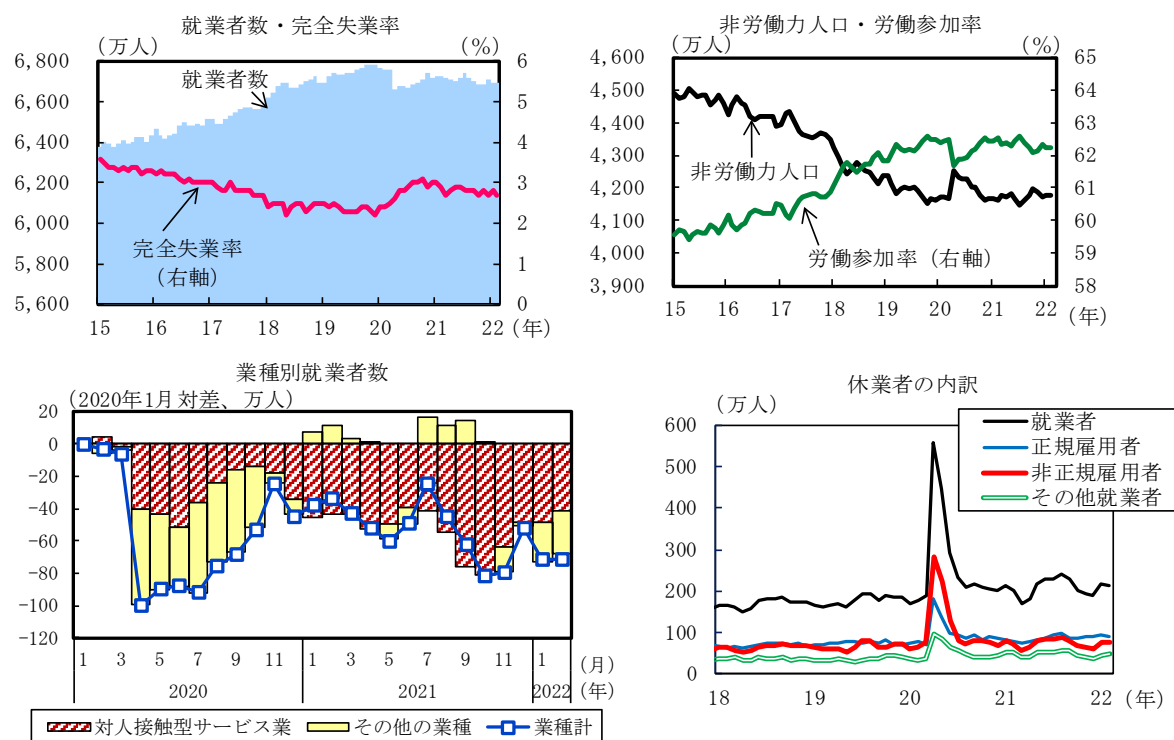 就業者数・完全失業率
(万人)
(%)
6,800
6,600
6,400
6,200
6,000
5,800
5,600
6
5
4
3
2
1
0
就業者数
完全失業率
(右軸)
15 16 17 18 19 20 21 22 (年)
非労働力人口・労働参加率
(万人)
(%)
4,600
4,500
4,400
4,300
4,200
4,100
4,000
3,900
65
64
63
62
61
60
59
58
非労働力人口
労働参加率(右軸)
15 16 17 18 19 20 21 22 (年)
業種別就業者数
(2020年1月対差、万人)
20
0
-20
-40
-60
-80
-100
-120
1 3 5 7 9 11 1 3 5 7 9 11 1 (月)
2020 2021 2022 (年)
対人接触型サービス業 その他の業種 業種計
休業者の内訳
(万人)
600
500
400
300
200
100
0
就業者
正規雇用者
非正規雇用者
その他就業者
18 19 20 21 22 (年)